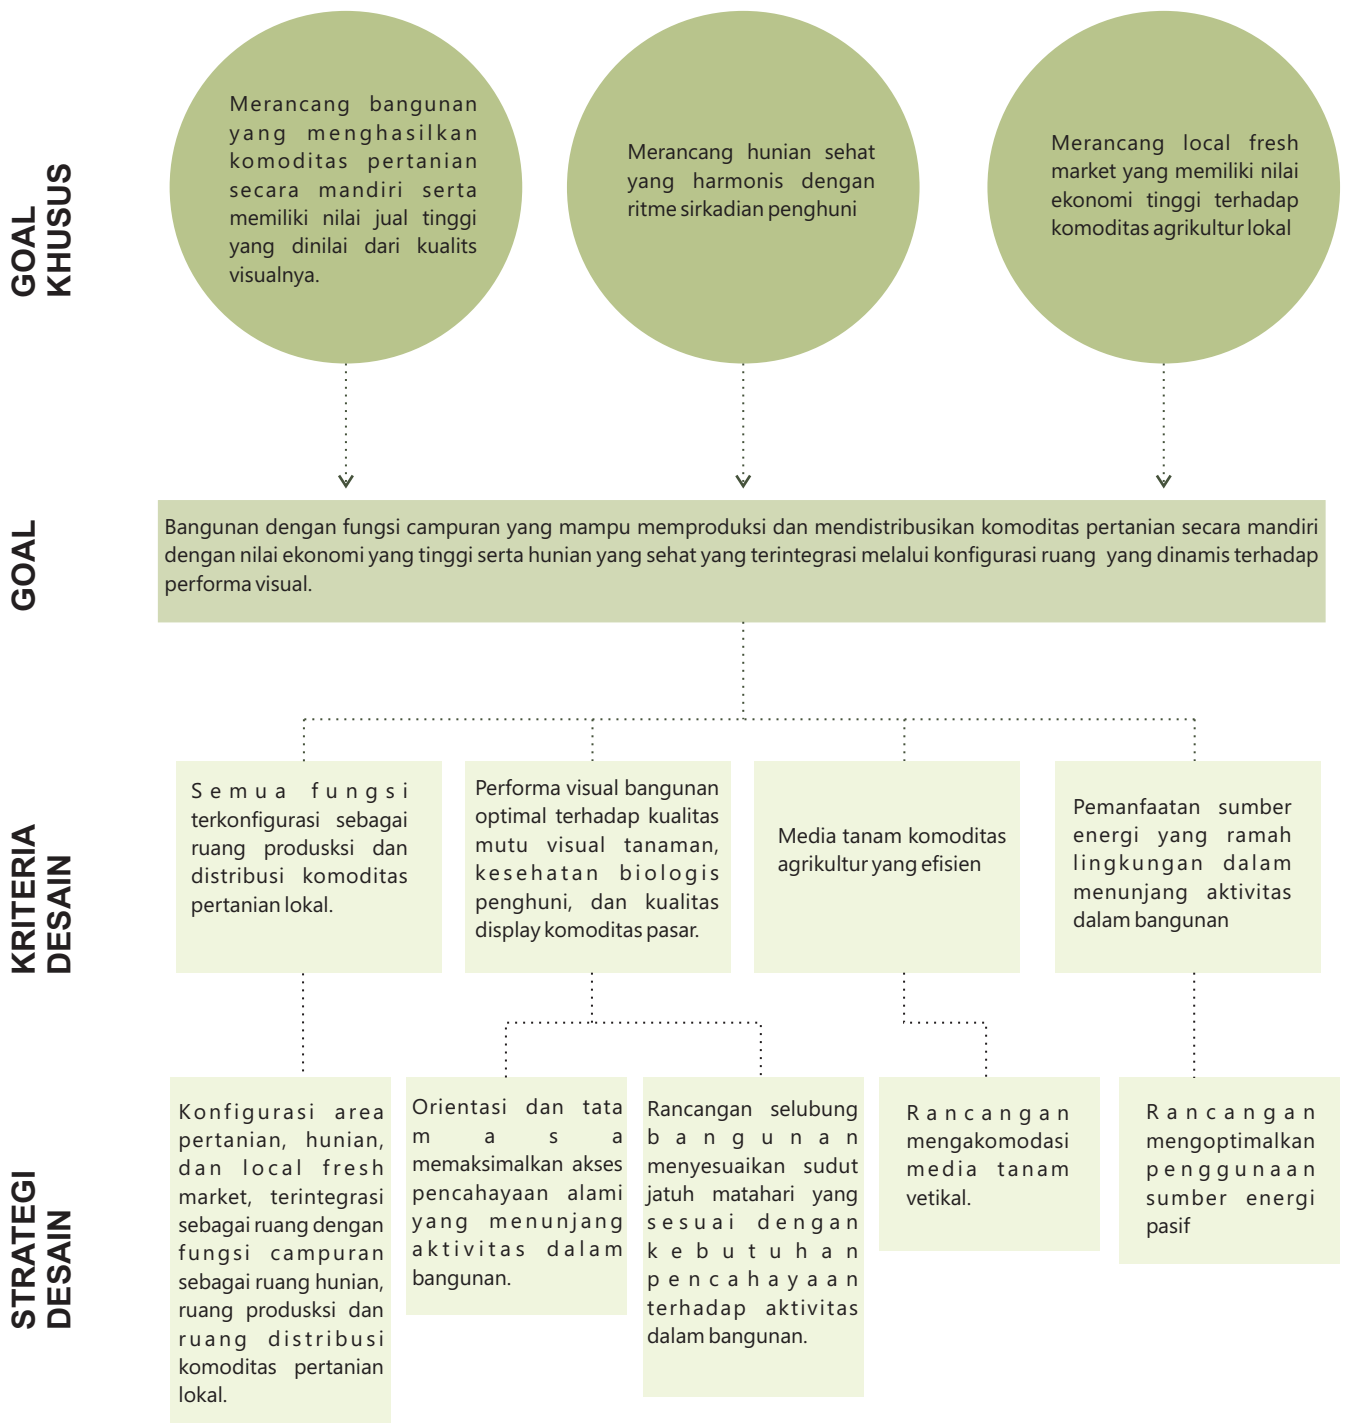 GOAL
KHUSUS
Merancang bangunan
yang menghasilkan
komoditas pertanian
secara mandiri serta
memiliki nilai jual tinggi
yang dinilai dari kualits
visualnya.
Merancang hunian sehat
yang harmonis dengan
ritme sirkadian penghuni
Merancang local fresh
market yang memiliki nilai
ekonomi tinggi terhadap
komoditas agrikultur lokal
GOAL
Bangunan dengan fungsi campuran yang mampu memproduksi dan mendistribusikan komoditas pertanian secara mandiri
dengan nilai ekonomi yang tinggi serta hunian yang sehat yang terintegrasi melalui konfigurasi ruang yang dinamis terhadap
performa visual.
KRITERIA
DESAIN
Semua fungsi
terkonfigurasi sebagai
ruang produsksi dan
distribusi komoditas
pertanian lokal.
Performa visual bangunan
optimal terhadap kualitas
mutu visual tanaman,
kesehatan biologis
penghuni, dan kualitas
display komoditas pasar.
Media tanam komoditas
agrikultur yang efisien
Pemanfaatan sumber
energi yang ramah
lingkungan dalam
menunjang aktivitas
dalam bangunan
STRATEGI
DESAIN
Konfigurasi area
pertanian, hunian,
dan local fresh
market, terintegrasi
sebagai ruang dengan
fungsi campuran
sebagai ruang hunian,
ruang produsksi dan
ruang distribusi
komoditas pertanian
lokal.
Orientasi dan tata
m a s a
memaksimalkan akses
pencahayaan alami
yang menunjang
aktivitas dalam
bangunan.
Rancangan selubung
bangunan
menyesuaikan sudut
jatuh matahari yang
sesuai dengan
kebutuhan
pencahayaan
terhadap aktivitas
dalam bangunan.
Rancangan
mengakomodasi
media tanam
vetikal.
Rancangan
mengoptimalkan
penggunaan
sumber energi
pasif